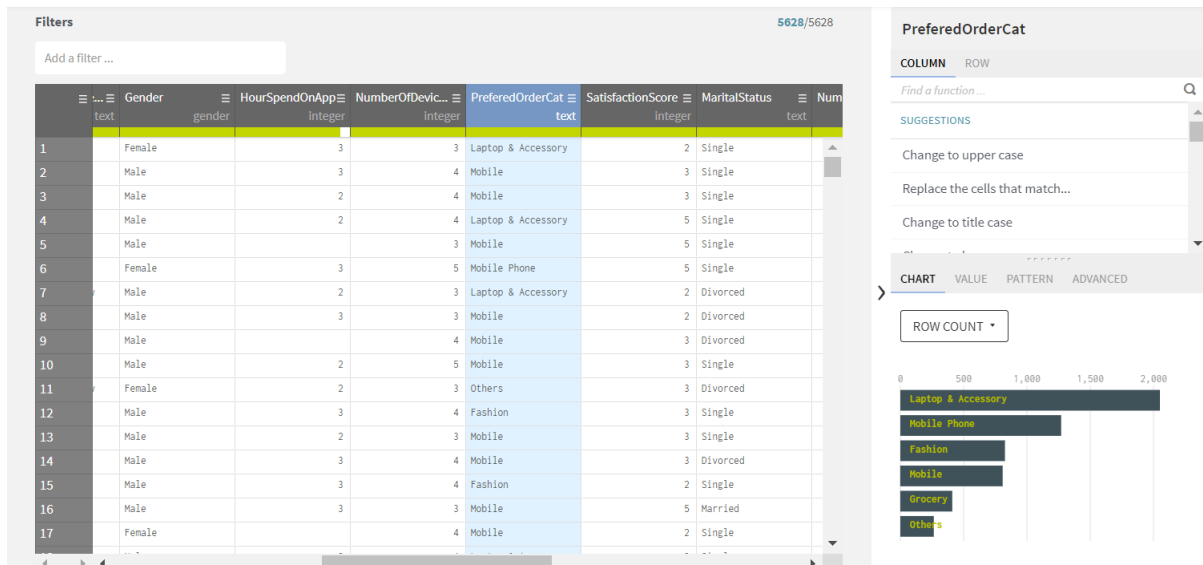 Filters 5628/5628
Add a filter ...
Gender HourSpendOnApp NumberOfDevic... PreferedOrderCat SatisfactionScore MaritalStatus Num
text gender integer integer text integer text
1 Female 3 3 Laptop & Accessory 2 Single
2 Male 3 4 Mobile 3 Single
3 Male 2 4 Mobile 3 Single
4 Male 2 4 Laptop & Accessory 5 Single
5 Male 3 Mobile 5 Single
6 Female 3 5 Mobile Phone 5 Single
7 Male 2 3 Laptop & Accessory 2 Divorced
8 Male 3 3 Mobile 2 Divorced
9 Male 4 Mobile 3 Divorced
10 Male 2 5 Mobile 3 Single
11 Female 2 3 Others 3 Divorced
12 Male 3 4 Fashion 3 Single
13 Male 2 3 Mobile 3 Single
14 Male 3 4 Mobile 3 Divorced
15 Male 3 4 Fashion 2 Single
16 Male 3 3 Mobile 5 Married
17 Female 4 Mobile 2 Single
PreferedOrderCat
COLUMN ROW
Find a function ...
SUGGESTIONS
Change to upper case
Replace the cells that match...
Change to title case
CHART VALUE PATTERN ADVANCED
ROW COUNT
0 500 1,000 1,500 2,000
Laptop & Accessory
Mobile Phone
Fashion
Mobile
Grocery
Others